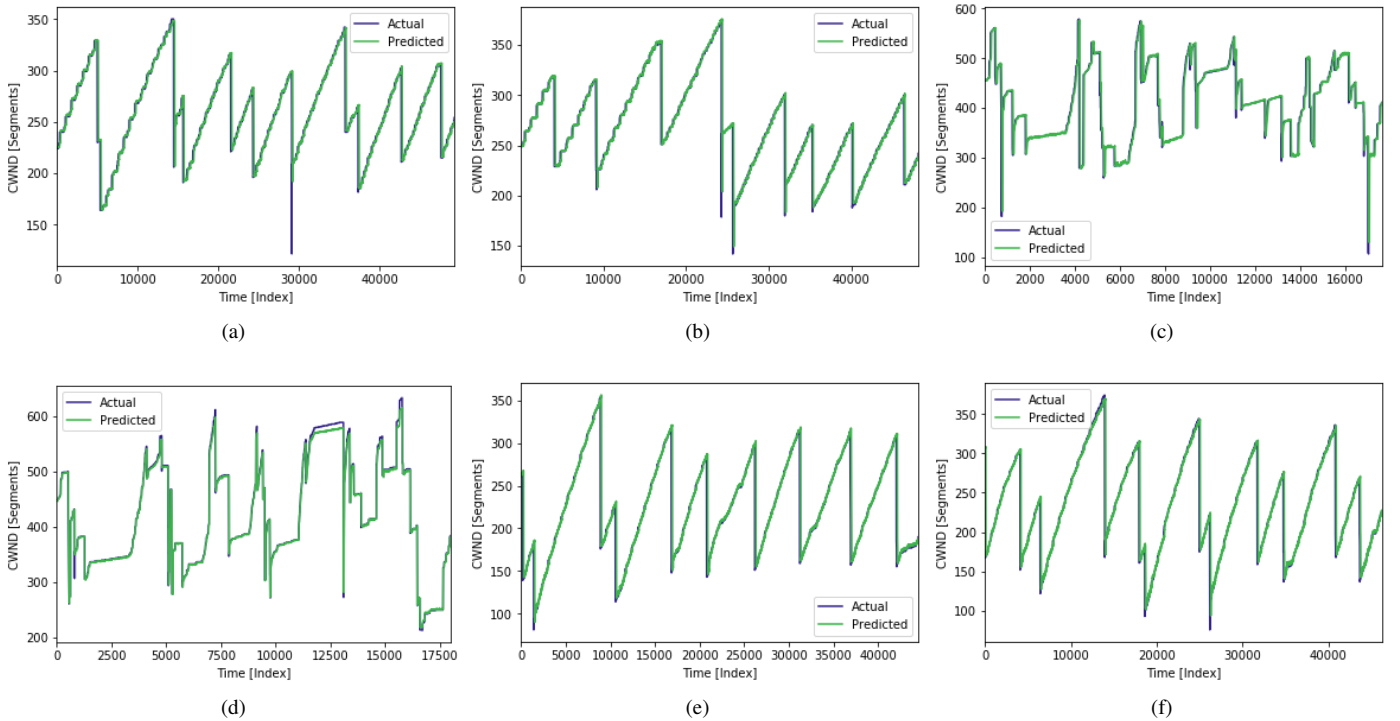 350
300
250
200
150
CWND [Segments]
Actual
Predicted
0 10000 20000 30000 40000
Time [Index]
(a)
350
300
250
200
150
CWND [Segments]
Actual
Predicted
0 10000 20000 30000 40000
Time [Index]
(b)
600
500
400
300
200
100
CWND [Segments]
Actual
Predicted
0 2000 4000 6000 8000 10000 12000 14000 16000
Time [Index]
(c)
600
500
400
300
200
CWND [Segments]
Actual
Predicted
0 2500 5000 7500 10000 12500 15000 17500
Time [Index]
(d)
350
300
250
200
150
100
CWND [Segments]
Actual
Predicted
0 5000 10000 15000 20000 25000 30000 35000 40000
Time [Index]
(e)
350
300
250
200
150
100
CWND [Segments]
Actual
Predicted
0 10000 20000 30000 40000
Time [Index]
(f)